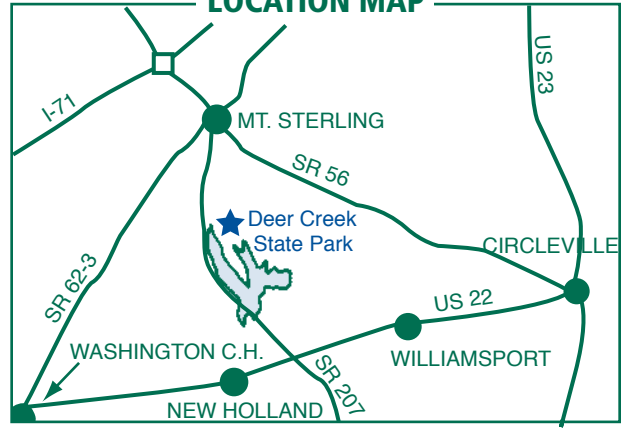 LOCATION MAP
I-71
US 23
MT. STERLING
SR 56
Deer Creek
State Park
CIRCLEVILLE
SR 62-3
US 22
WASHINGTON C.H.
WILLIAMSPORT
SR 207
NEW HOLLAND